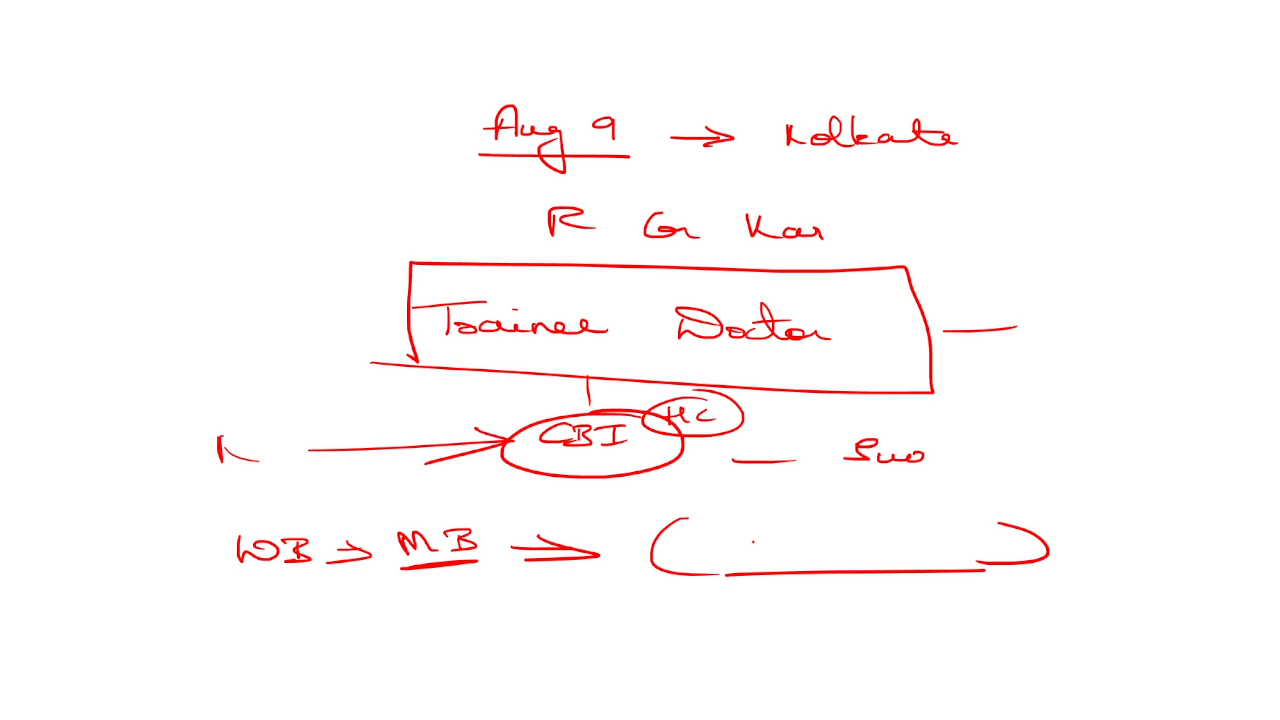 Aug 9 → Kolkata
R G Kar
Trainee Doctor
HC
K → CBI — Suo
WB → MB → ( )